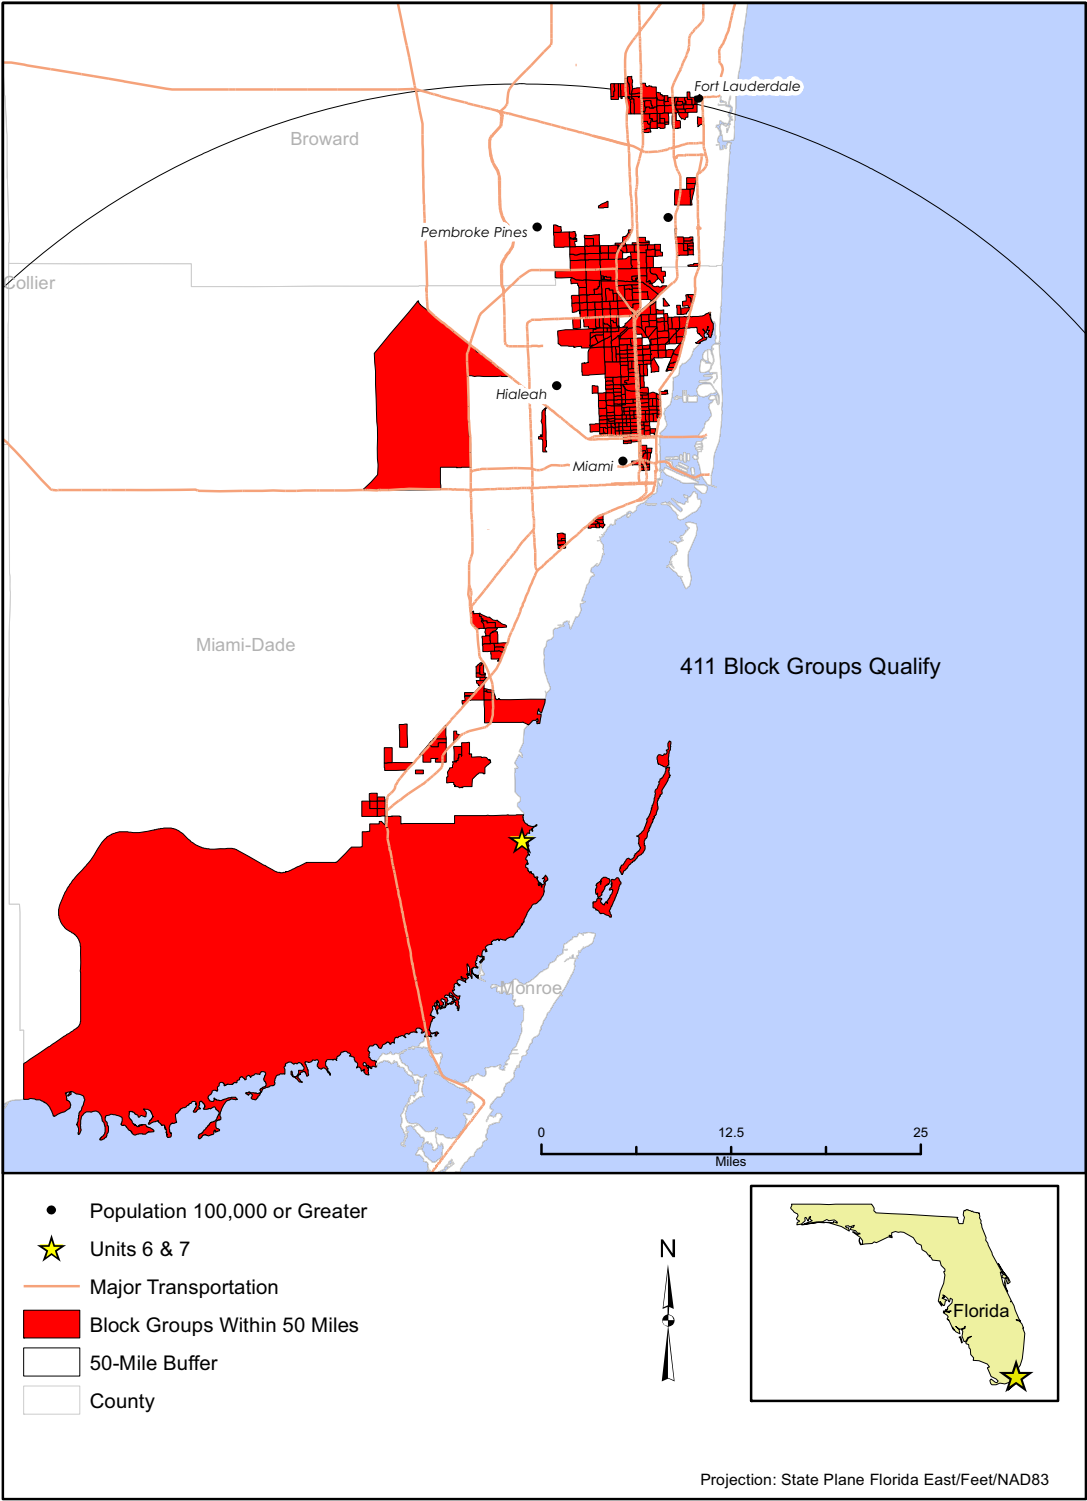 Fort Lauderdale
Broward
Pembroke Pines
Collier
Hialeah
Miami
Miami-Dade
411 Block Groups Qualify
Monroe
0 12.5 25
Miles
Population 100,000 or Greater
Units 6 & 7
Major Transportation
Block Groups Within 50 Miles
50-Mile Buffer
County
N
Florida
Projection: State Plane Florida East/Feet/NAD83